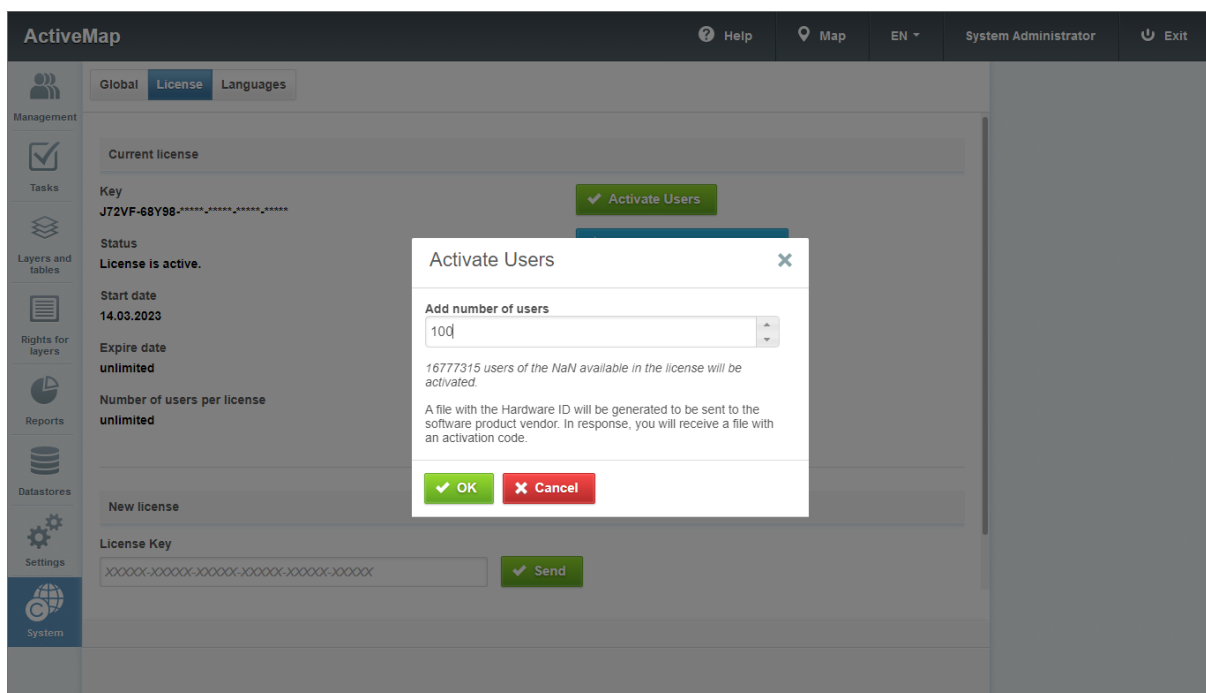 ActiveMap
Help
Map
EN
System Administrator
Exit
Management
Tasks
Layers and
tables
Rights for
layers
Reports
Datastores
Settings
System
Global
License
Languages
Current license
Key
J72VF-68Y98-*****-*****-*****-*****
Status
License is active.
Start date
14.03.2023
Expire date
unlimited
Number of users per license
unlimited
Activate Users
Activate Users
Add number of users
100
16777315 users of the NaN available in the license will be
activated.
A file with the Hardware ID will be generated to be sent to the
software product vendor. In response, you will receive a file with
an activation code.
OK
Cancel
New license
License Key
XXXXX-XXXXX-XXXXX-XXXXX-XXXXX-XXXXX
Send